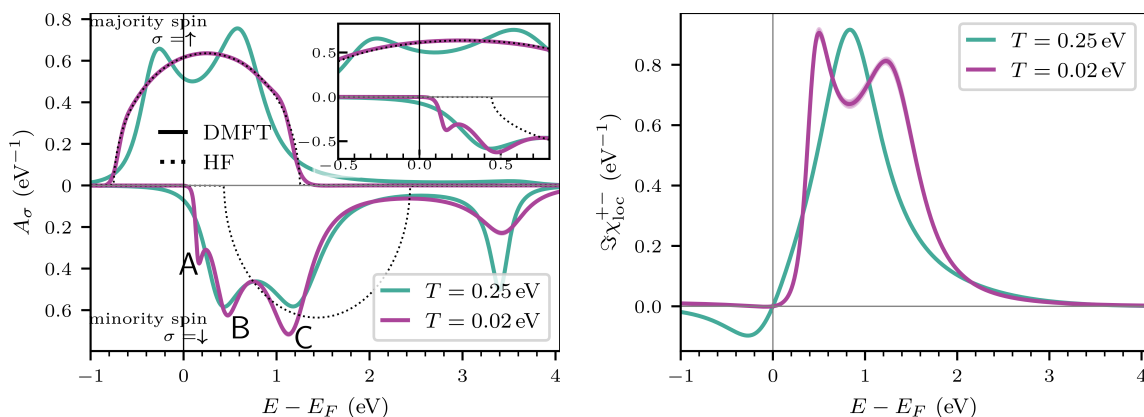 0.8
0.6
0.4
0.2
0
0.2
0.4
0.6
A_σ (eV⁻¹)
majority spin
σ =↑
DMFT
HF
minority spin
σ =↓
A
B
C
T = 0.25 eV
T = 0.02 eV
−1 0 1 2 3 4
E − E_F (eV)
0.5
0.0
−0.5
−0.5 0.0 0.5
0.8
0.6
0.4
0.2
0.0
ℑχ_loc^{+−} (eV⁻¹)
T = 0.25 eV
T = 0.02 eV
−1 0 1 2 3 4
E − E_F (eV)